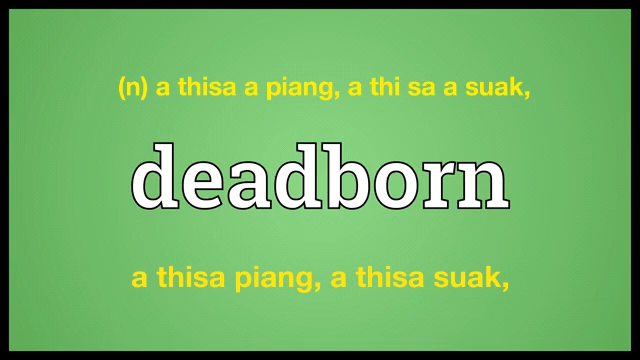 (n) a thisa a piang, a thi sa a suak,
deadborn
a thisa piang, a thisa suak,